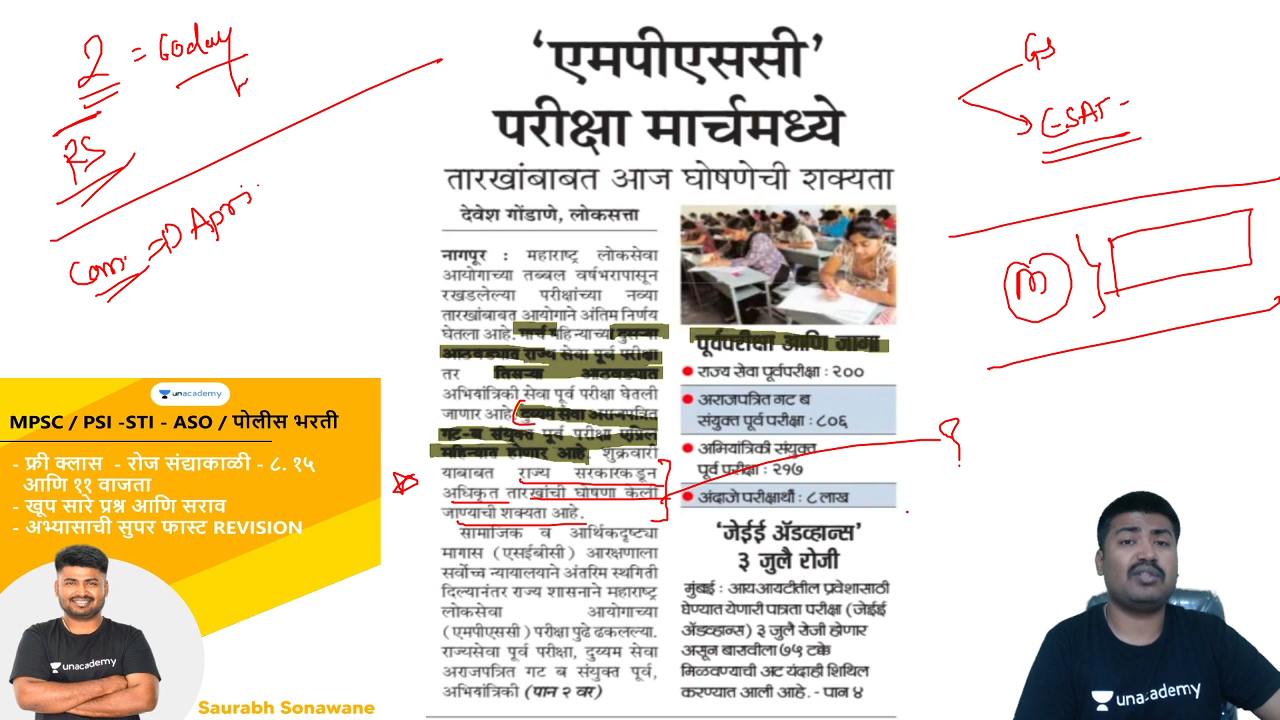 2 = 60 day
RS
Com. => D April
GS
C-SAT -
M
?
‘एमपीएससी’
परीक्षा मार्चमध्ये
तारखांबाबत आज घोषणेची शक्यता
देवेश गोंडाणे, लोकसत्ता
नागपूर : महाराष्ट्र लोकसेवा
आयोगाच्या तब्बल वर्षभरापासून
रखडलेल्या परीक्षांच्या नव्या
तारखांबाबत आयोगाने अंतिम निर्णय
घेतला आहे. मार्च महिन्याच्या दुसऱ्या
आठवड्यात राज्य सेवा पूर्व परीक्षा
तर तिसऱ्या आठवड्यात
अभियांत्रिकी सेवा पूर्व परीक्षा घेतली
जाणार आहे. दुय्यम सेवा अराजपत्रित
गट-ब संयुक्त पूर्व परीक्षा एप्रिल
महिन्यात होणार आहे. शुक्रवारी
याबाबत राज्य सरकारकडून
अधिकृत तारखांची घोषणा केली
जाण्याची शक्यता आहे.
सामाजिक व आर्थिकदृष्ट्या
मागास (एसईबीसी) आरक्षणाला
सर्वोच्च न्यायालयाने अंतरिम स्थगिती
दिल्यानंतर राज्य शासनाने महाराष्ट्र
लोकसेवा आयोगाच्या
(एमपीएससी) परीक्षा पुढे ढकलल्या.
राज्यसेवा पूर्व परीक्षा, दुय्यम सेवा
अराजपत्रित गट ब संयुक्त पूर्व,
अभियांत्रिकी (पान २ वर)
पूर्वपरीक्षा आणि जागा
राज्य सेवा पूर्वपरीक्षा : २००
अराजपत्रित गट ब
संयुक्त पूर्व परीक्षा : ८०६
अभियांत्रिकी संयुक्त
पूर्व परीक्षा : २१७
अंदाजे परीक्षार्थी : ८ लाख
‘जेईई ॲडव्हान्स’
३ जुलै रोजी
मुंबई : आयआयटीतील प्रवेशासाठी
घेण्यात येणारी पात्रता परीक्षा (जेईई
ॲडव्हान्स) ३ जुलै रोजी होणार
असून बारावीला ७५ टक्के
मिळवण्याची अट यंदाही शिथिल
करण्यात आली आहे. - पान ४
unacademy
MPSC / PSI -STI - ASO / पोलीस भरती
- फ्री क्लास - रोज संध्याकाळी - ८. १५
आणि ११ वाजता
- खूप सारे प्रश्न आणि सराव
- अभ्यासाची सुपर फास्ट REVISION
unacademy
Saurabh Sonawane
unacademy